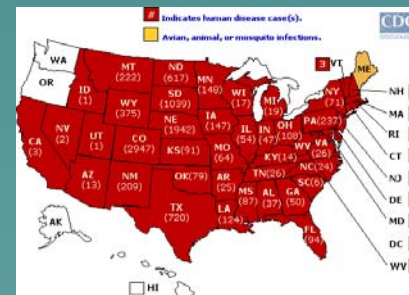 # Indicates human disease case(s).
Avian, animal, or mosquito infections.
CDC
WA
OR
MT
(222)
ND
(617)
MN
(148)
3 VT
ME
ID
(1)
WY
(375)
SD
(1039)
WI
(17)
MI
(19)
NY
(71)
NH
MA
NV
(2)
UT
(1)
CO
(2947)
NE
(1942)
IA
(147)
IL
(54)
IN
(47)
OH
(108)
PA(237)
RI
CT
CA
(3)
KS(91)
MO
(64)
KY(14)
WV
VA
(26)
NJ
DE
AZ
(13)
NM
(209)
OK(79)
AR
(25)
TN(26)
NC(24)
SC(6)
MD
DC
TX
(720)
LA
(124)
MS
(87)
AL
(37)
GA
(50)
WV
AK
FL
(94)
HI